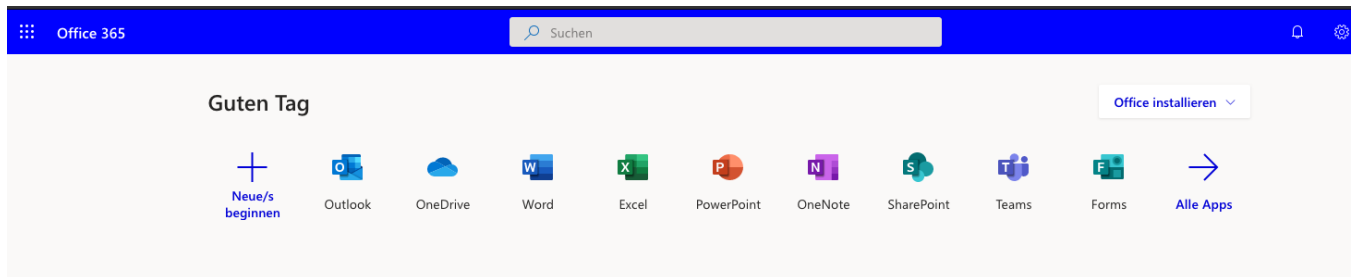 Office 365
Suchen
Guten Tag
Office installieren
Neue/s
beginnen
Outlook
OneDrive
Word
Excel
PowerPoint
OneNote
SharePoint
Teams
Forms
Alle Apps